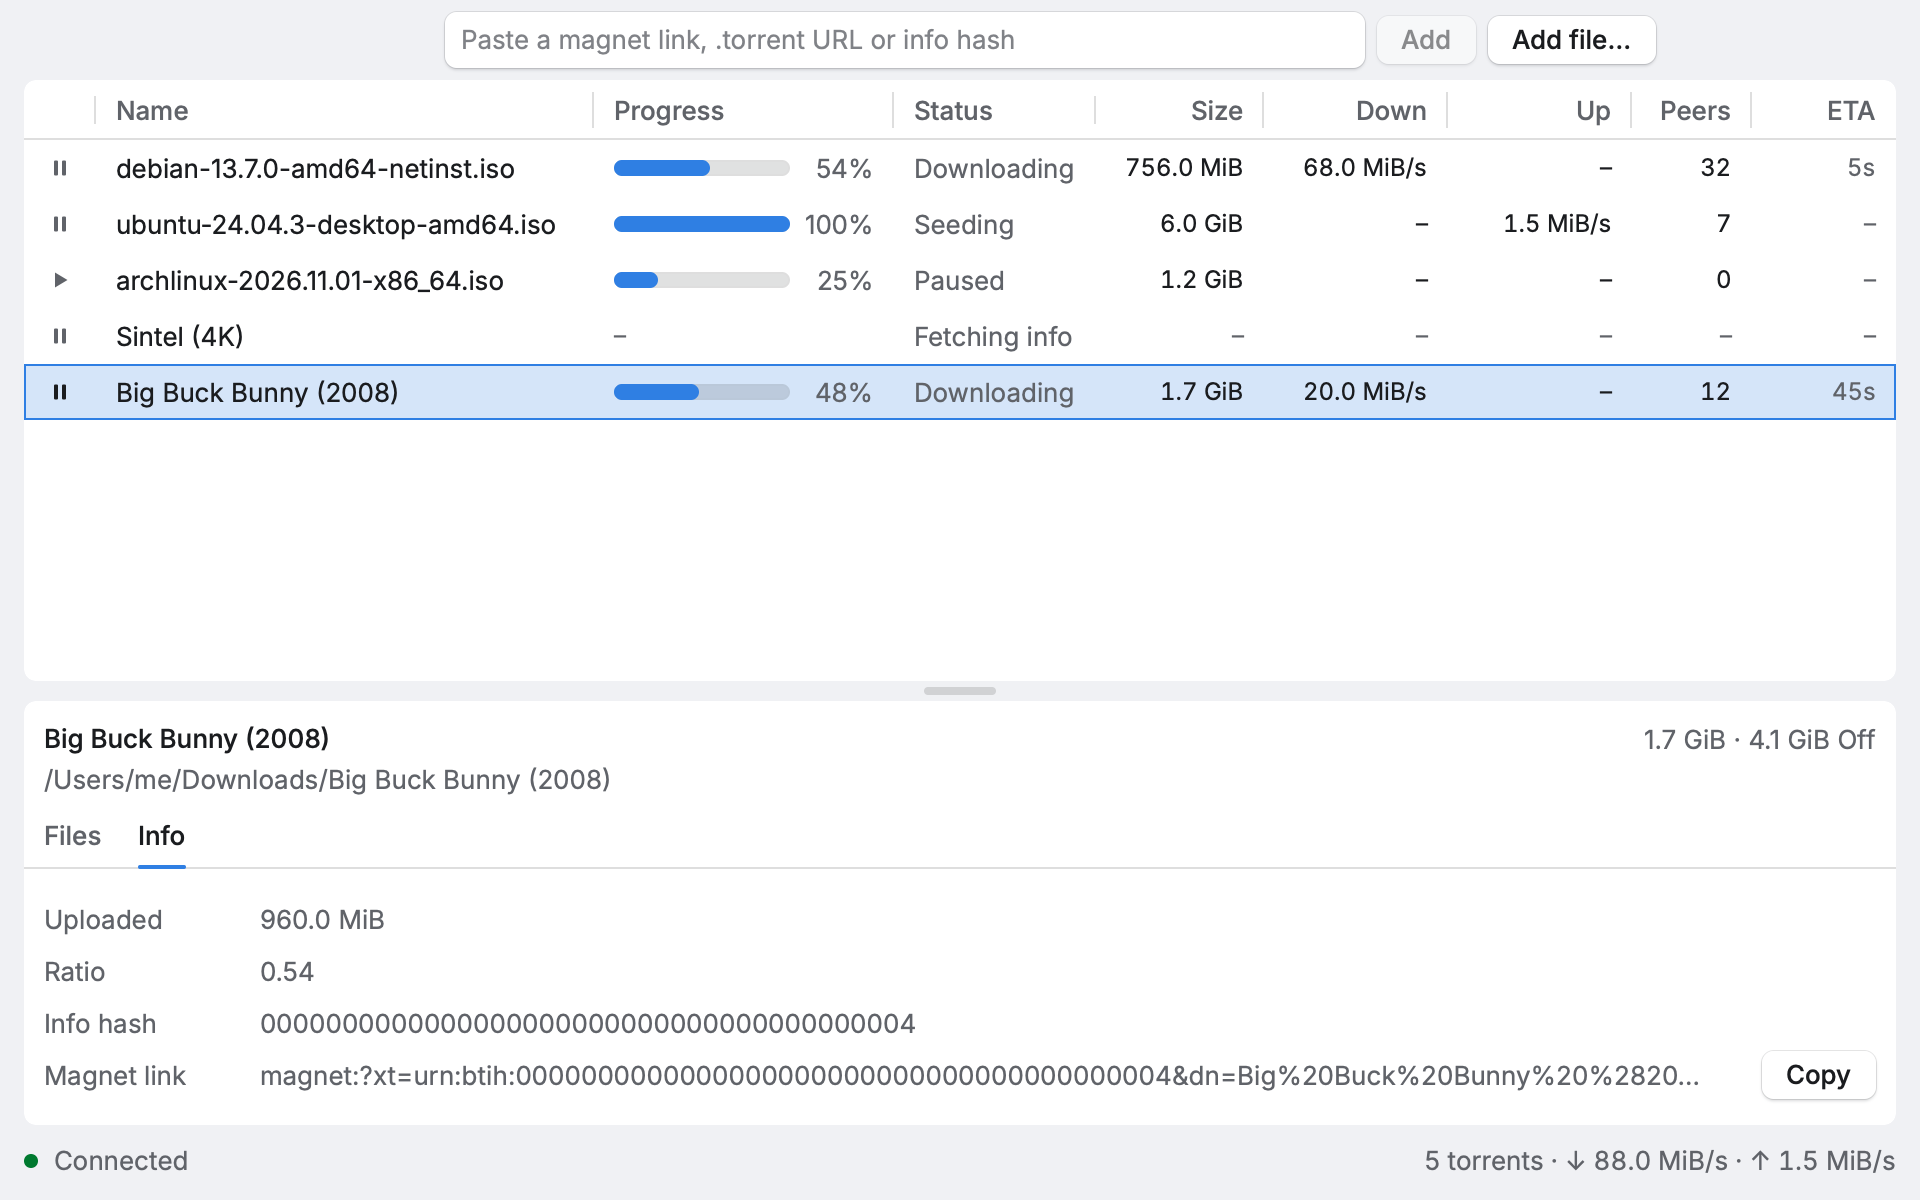 Paste a magnet link, .torrent URL or info hash Add Add file...
Name Progress Status Size Down Up Peers ETA
debian-13.7.0-amd64-netinst.iso 54% Downloading 756.0 MiB 68.0 MiB/s – 32 5s
ubuntu-24.04.3-desktop-amd64.iso 100% Seeding 6.0 GiB – 1.5 MiB/s 7 –
archlinux-2026.11.01-x86_64.iso 25% Paused 1.2 GiB – – 0 –
Sintel (4K) – Fetching info – – – – –
Big Buck Bunny (2008) 48% Downloading 1.7 GiB 20.0 MiB/s – 12 45s
Big Buck Bunny (2008) 1.7 GiB · 4.1 GiB Off
/Users/me/Downloads/Big Buck Bunny (2008)
Files Info
Uploaded 960.0 MiB
Ratio 0.54
Info hash 0000000000000000000000000000000000000004
Magnet link magnet:?xt=urn:btih:0000000000000000000000000000000000000004&dn=Big%20Buck%20Bunny%20%2820... Copy
Connected 5 torrents · ↓ 88.0 MiB/s · ↑ 1.5 MiB/s